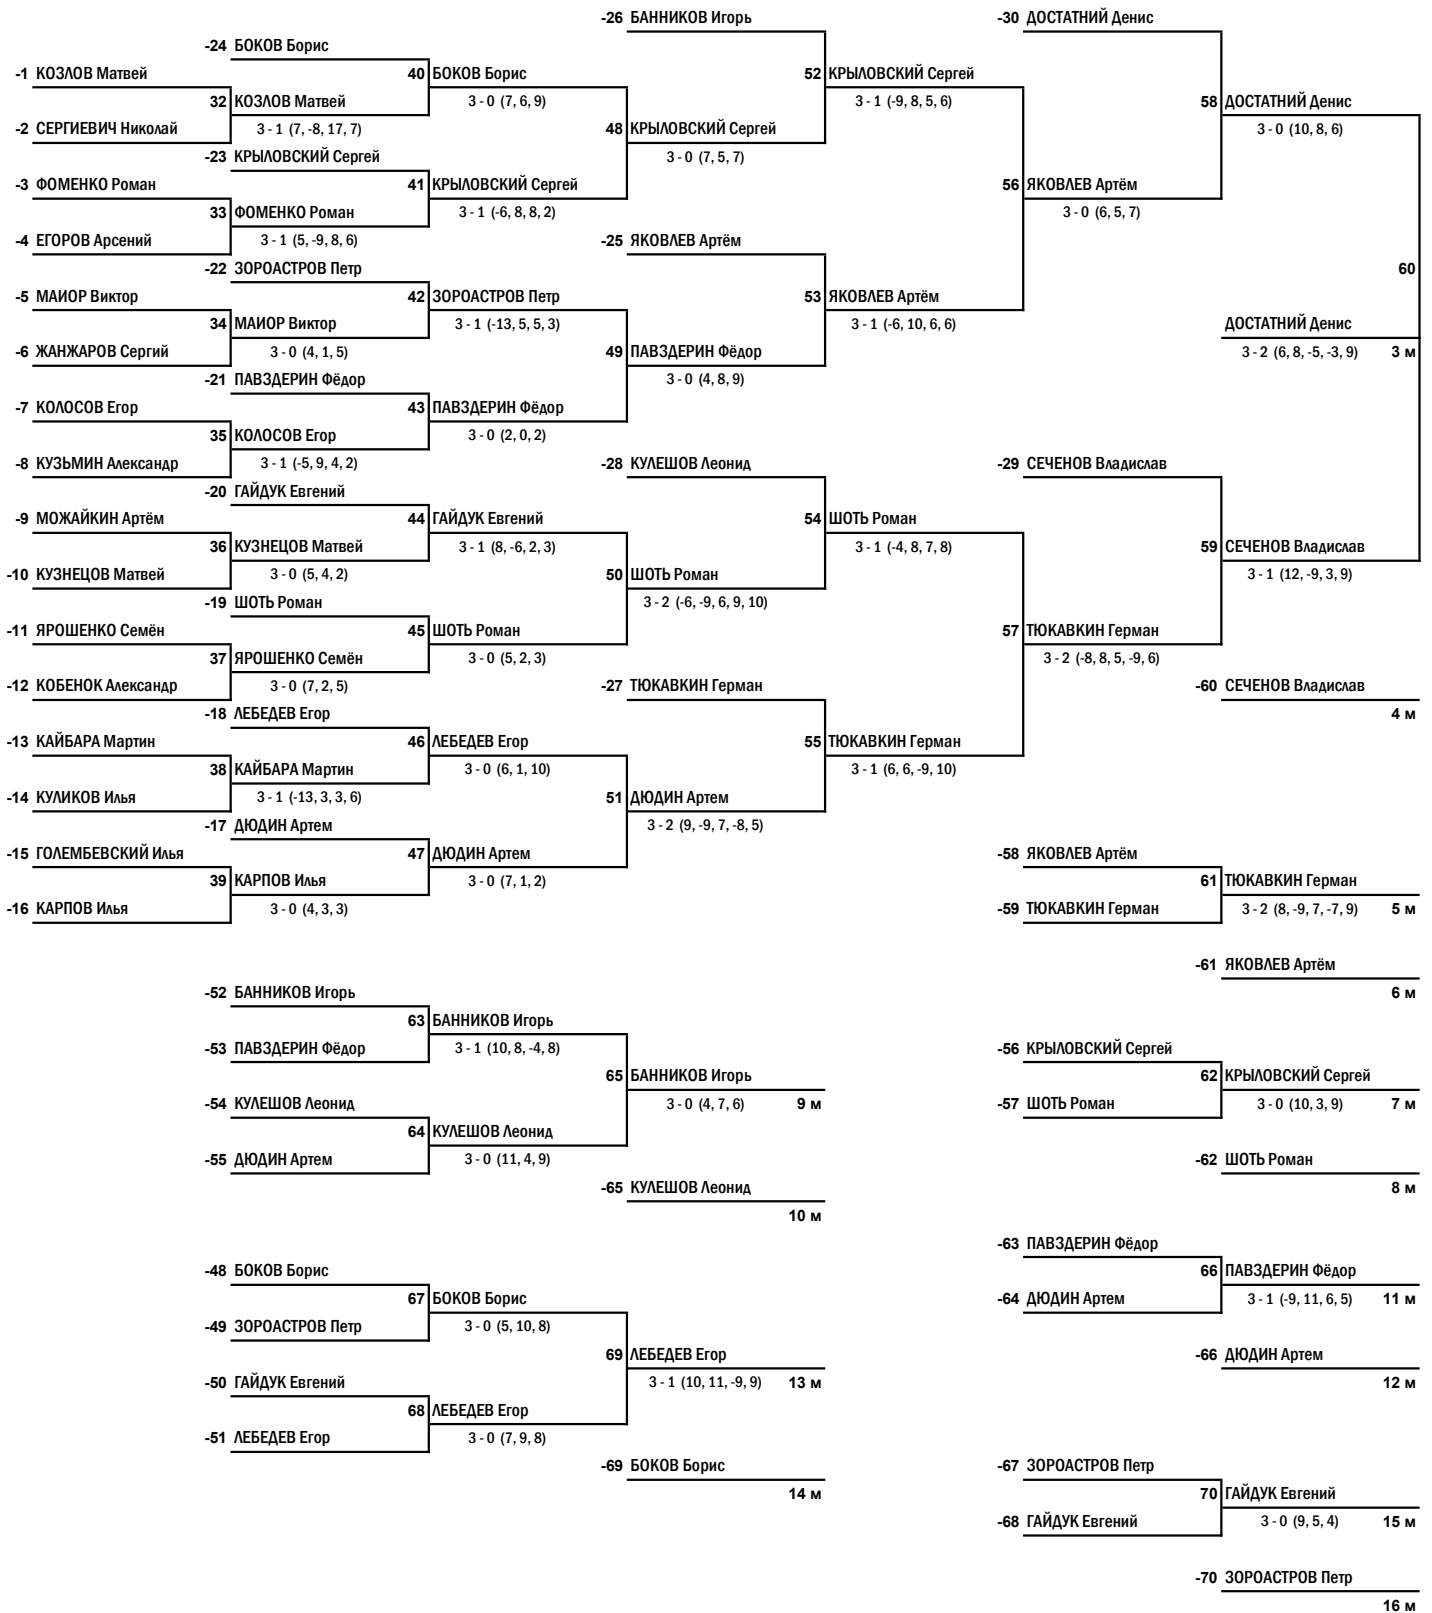 -26 БАННИКОВ Игорь
-30 ДОСТАТНИЙ Денис
-24 БОКОВ Борис
-1 КОЗЛОВ Матвей
40 БОКОВ Борис
52 КРЫЛОВСКИЙ Сергей
32 КОЗЛОВ Матвей
3 - 0 (7, 6, 9)
3 - 1 (-9, 8, 5, 6)
58 ДОСТАТНИЙ Денис
-2 СЕРГИЕВИЧ Николай
3 - 1 (7, -8, 17, 7)
48 КРЫЛОВСКИЙ Сергей
3 - 0 (10, 8, 6)
-23 КРЫЛОВСКИЙ Сергей
3 - 0 (7, 5, 7)
-3 ФОМЕНКО Роман
41 КРЫЛОВСКИЙ Сергей
56 ЯКОВЛЕВ Артём
33 ФОМЕНКО Роман
3 - 1 (-6, 8, 8, 2)
3 - 0 (6, 5, 7)
-4 ЕГОРОВ Арсений
3 - 1 (5, -9, 8, 6)
-25 ЯКОВЛЕВ Артём
-22 ЗОРОАСТРОВ Петр
60
-5 МАИОР Виктор
42 ЗОРОАСТРОВ Петр
53 ЯКОВЛЕВ Артём
34 МАИОР Виктор
3 - 1 (-13, 5, 5, 3)
3 - 1 (-6, 10, 6, 6)
ДОСТАТНИЙ Денис
-6 ЖАНЖАРОВ Сергий
3 - 0 (4, 1, 5)
49 ПАВЗДЕРИН Фёдор
3 - 2 (6, 8, -5, -3, 9) 3 м
-21 ПАВЗДЕРИН Фёдор
3 - 0 (4, 8, 9)
-7 КОЛОСОВ Егор
43 ПАВЗДЕРИН Фёдор
35 КОЛОСОВ Егор
3 - 0 (2, 0, 2)
-8 КУЗЬМИН Александр
3 - 1 (-5, 9, 4, 2)
-28 КУЛЕШОВ Леонид
-29 СЕЧЕНОВ Владислав
-20 ГАЙДУК Евгений
-9 МОЖАЙКИН Артём
44 ГАЙДУК Евгений
54 ШОТЬ Роман
36 КУЗНЕЦОВ Матвей
3 - 1 (8, -6, 2, 3)
3 - 1 (-4, 8, 7, 8)
59 СЕЧЕНОВ Владислав
-10 КУЗНЕЦОВ Матвей
3 - 0 (5, 4, 2)
50 ШОТЬ Роман
3 - 1 (12, -9, 3, 9)
-19 ШОТЬ Роман
3 - 2 (-6, -9, 6, 9, 10)
-11 ЯРОШЕНКО Семён
45 ШОТЬ Роман
57 ТЮКАВКИН Герман
37 ЯРОШЕНКО Семён
3 - 0 (5, 2, 3)
3 - 2 (-8, 8, 5, -9, 6)
-12 КОБЕНОК Александр
3 - 0 (7, 2, 5)
-27 ТЮКАВКИН Герман
-60 СЕЧЕНОВ Владислав
-18 ЛЕБЕДЕВ Егор
4 м
-13 КАЙБАРА Мартин
46 ЛЕБЕДЕВ Егор
55 ТЮКАВКИН Герман
38 КАЙБАРА Мартин
3 - 0 (6, 1, 10)
3 - 1 (6, 6, -9, 10)
-14 КУЛИКОВ Илья
3 - 1 (-13, 3, 3, 6)
51 ДЮДИН Артем
-17 ДЮДИН Артем
3 - 2 (9, -9, 7, -8, 5)
-15 ГОЛЕМБЕВСКИЙ Илья
47 ДЮДИН Артем
-58 ЯКОВЛЕВ Артём
39 КАРПОВ Илья
3 - 0 (7, 1, 2)
61 ТЮКАВКИН Герман
-16 КАРПОВ Илья
3 - 0 (4, 3, 3)
-59 ТЮКАВКИН Герман
3 - 2 (8, -9, 7, -7, 9) 5 м
-61 ЯКОВЛЕВ Артём
-52 БАННИКОВ Игорь
6 м
63 БАННИКОВ Игорь
-53 ПАВЗДЕРИН Фёдор
3 - 1 (10, 8, -4, 8)
-56 КРЫЛОВСКИЙ Сергей
65 БАННИКОВ Игорь
62 КРЫЛОВСКИЙ Сергей
-54 КУЛЕШОВ Леонид
3 - 0 (4, 7, 6) 9 м
-57 ШОТЬ Роман
3 - 0 (10, 3, 9) 7 м
64 КУЛЕШОВ Леонид
-55 ДЮДИН Артем
3 - 0 (11, 4, 9)
-62 ШОТЬ Роман
-65 КУЛЕШОВ Леонид
8 м
10 м
-63 ПАВЗДЕРИН Фёдор
-48 БОКОВ Борис
66 ПАВЗДЕРИН Фёдор
67 БОКОВ Борис
-64 ДЮДИН Артем
3 - 1 (-9, 11, 6, 5) 11 м
-49 ЗОРОАСТРОВ Петр
3 - 0 (5, 10, 8)
69 ЛЕБЕДЕВ Егор
-66 ДЮДИН Артем
-50 ГАЙДУК Евгений
3 - 1 (10, 11, -9, 9) 13 м
12 м
68 ЛЕБЕДЕВ Егор
-51 ЛЕБЕДЕВ Егор
3 - 0 (7, 9, 8)
-69 БОКОВ Борис
-67 ЗОРОАСТРОВ Петр
14 м
70 ГАЙДУК Евгений
-68 ГАЙДУК Евгений
3 - 0 (9, 5, 4) 15 м
-70 ЗОРОАСТРОВ Петр
16 м